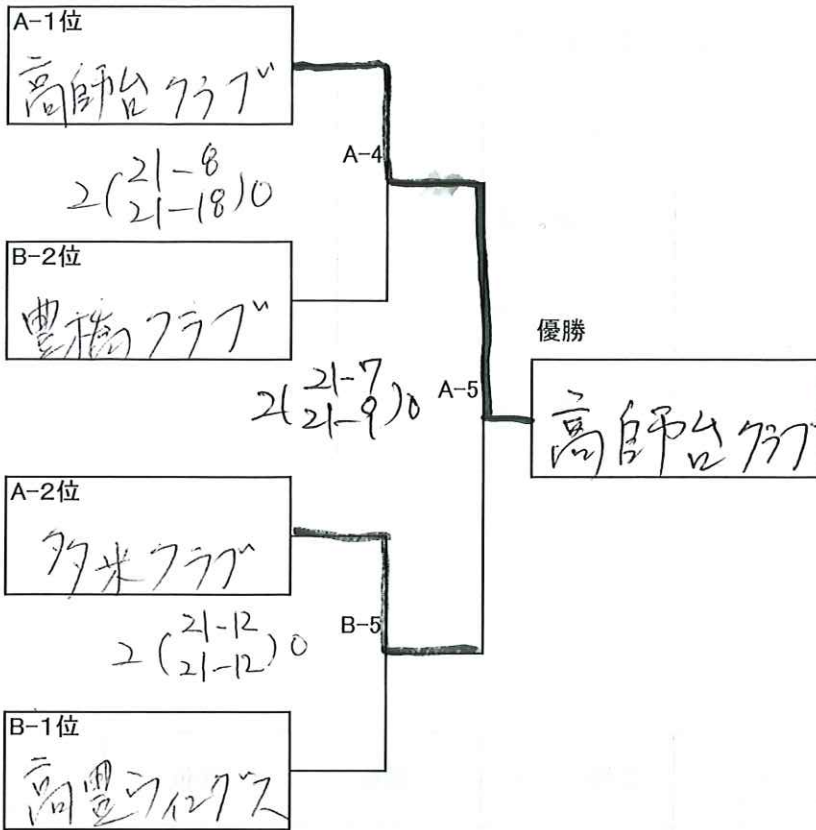 A-1位
高師台クラブ
A-4
2(21-8
21-18)0
B-2位
豊橋クラブ
優勝
高師台クラブ
2(21-7
21-9)0
A-5
A-2位
多米クラブ
B-5
2(21-12
21-12)0
B-1位
高豊ウイングス